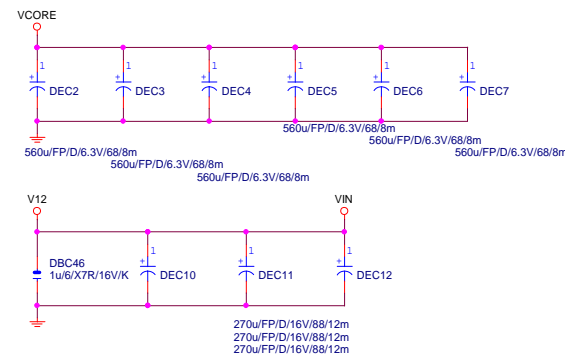 VCORE
1 1 1 1 1 1
+ + + + + +
DEC2 DEC3 DEC4 DEC5 DEC6 DEC7
560u/FP/D/6.3V/68/8m
560u/FP/D/6.3V/68/8m
560u/FP/D/6.3V/68/8m
560u/FP/D/6.3V/68/8m
560u/FP/D/6.3V/68/8m
560u/FP/D/6.3V/68/8m
V12 VIN
1 1 1
+ + +
DBC46
1u/6/X7R/16V/K
DEC10 DEC11 DEC12
270u/FP/D/16V/88/12m
270u/FP/D/16V/88/12m
270u/FP/D/16V/88/12m